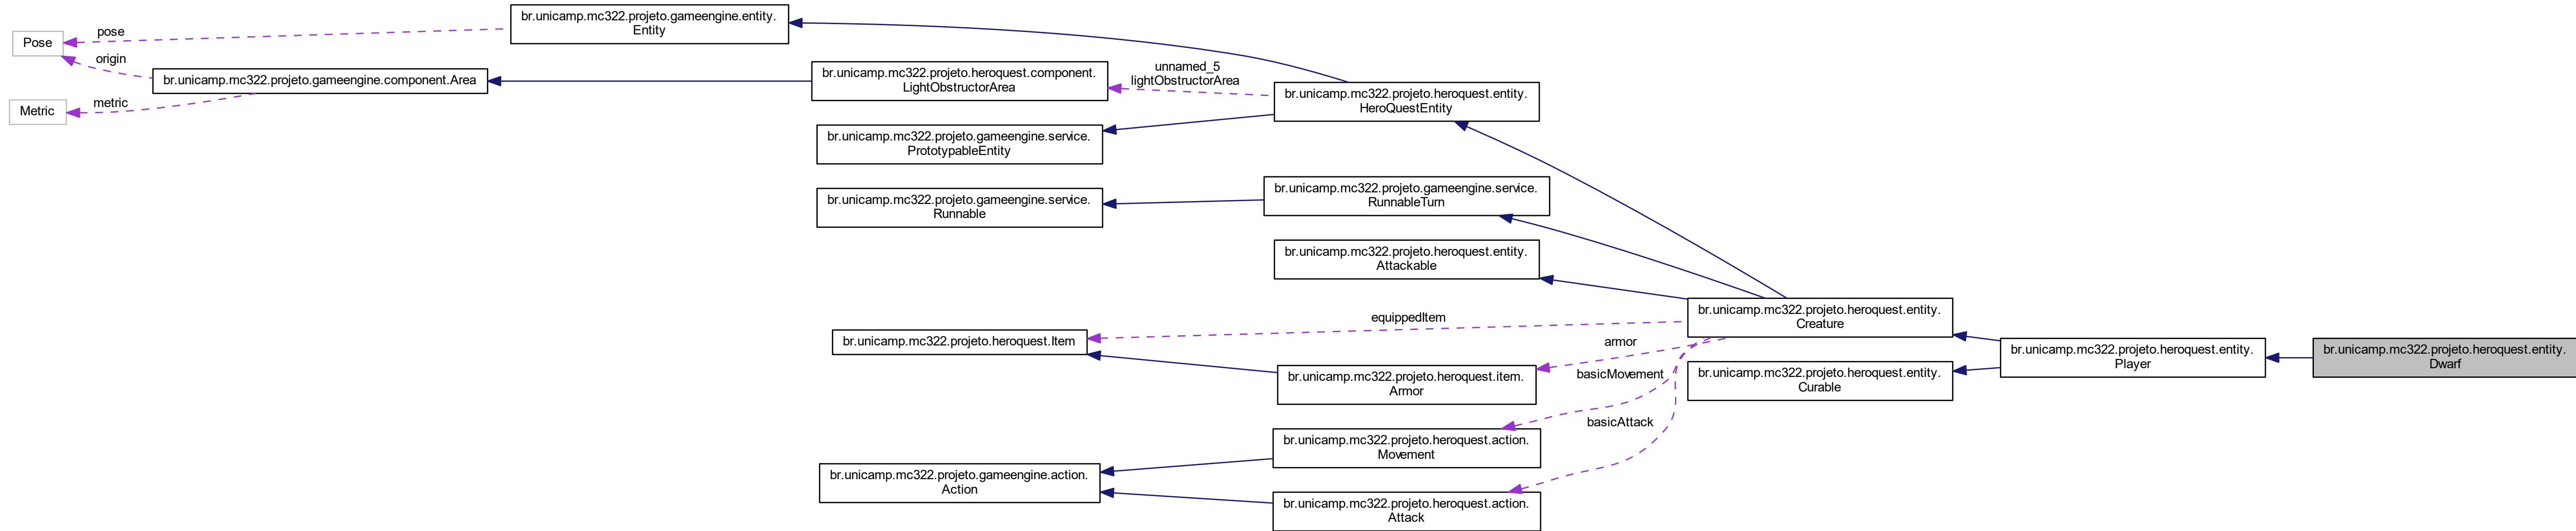 br.unicamp.mc322.projeto.gameengine.entity.
Entity
pose
Pose
origin
br.unicamp.mc322.projeto.gameengine.component.Area
metric
Metric
br.unicamp.mc322.projeto.heroquest.component.
LightObstructorArea
unnamed_5
lightObstructorArea
br.unicamp.mc322.projeto.heroquest.entity.
HeroQuestEntity
br.unicamp.mc322.projeto.gameengine.service.
PrototypableEntity
br.unicamp.mc322.projeto.gameengine.service.
Runnable
br.unicamp.mc322.projeto.gameengine.service.
RunnableTurn
br.unicamp.mc322.projeto.heroquest.entity.
Attackable
equippedItem
br.unicamp.mc322.projeto.heroquest.Item
armor
br.unicamp.mc322.projeto.heroquest.item.
Armor
basicMovement
basicAttack
br.unicamp.mc322.projeto.heroquest.entity.
Creature
br.unicamp.mc322.projeto.heroquest.entity.
Curable
br.unicamp.mc322.projeto.heroquest.entity.
Player
br.unicamp.mc322.projeto.heroquest.entity.
Dwarf
br.unicamp.mc322.projeto.heroquest.action.
Movement
br.unicamp.mc322.projeto.gameengine.action.
Action
br.unicamp.mc322.projeto.heroquest.action.
Attack